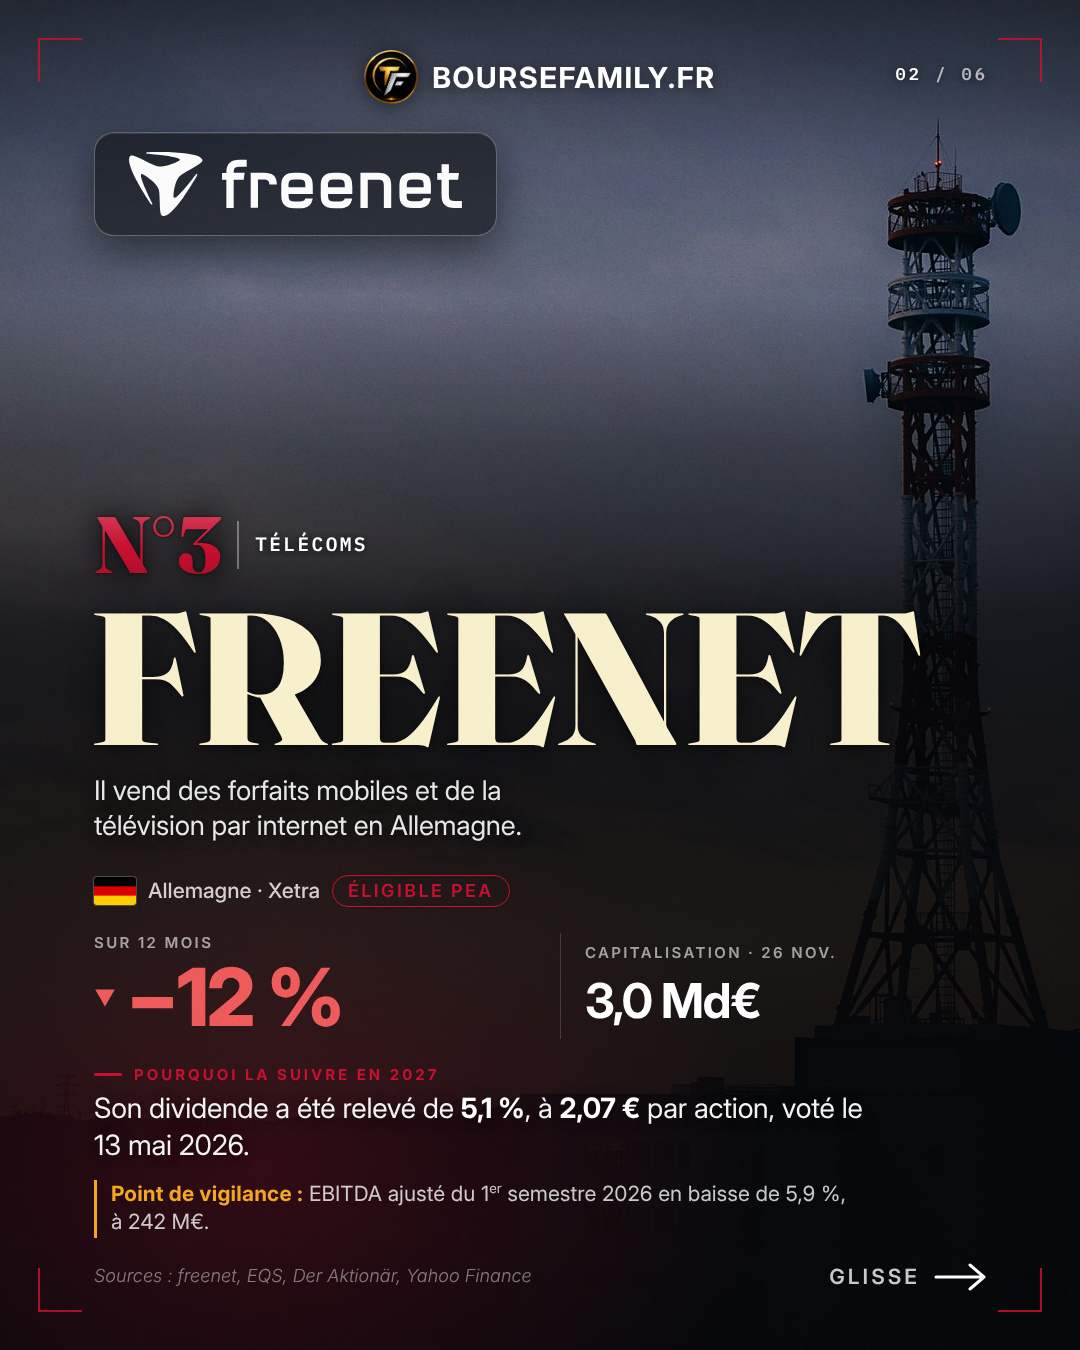 BOURSEFAMILY.FR
02 / 06
freenet
N°3
TÉLÉCOMS
FREENET
Il vend des forfaits mobiles et de la
télévision par internet en Allemagne.
Allemagne · Xetra
ÉLIGIBLE PEA
SUR 12 MOIS
▼ –12 %
CAPITALISATION · 26 NOV.
3,0 Md€
POURQUOI LA SUIVRE EN 2027
Son dividende a été relevé de 5,1 %, à 2,07 € par action, voté le
13 mai 2026.
Point de vigilance : EBITDA ajusté du 1er semestre 2026 en baisse de 5,9 %,
à 242 M€.
Sources : freenet, EQS, Der Aktionär, Yahoo Finance
GLISSE →